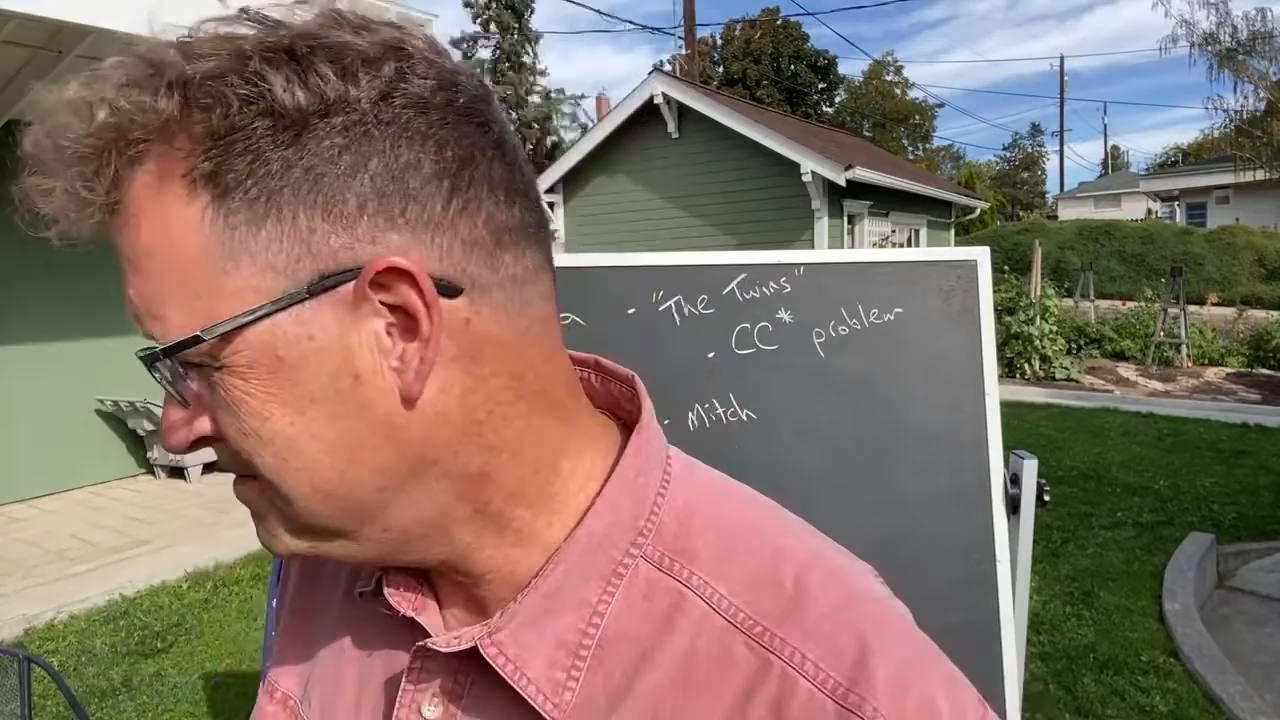 - "The Twins"
- CC* problem
- Mitch